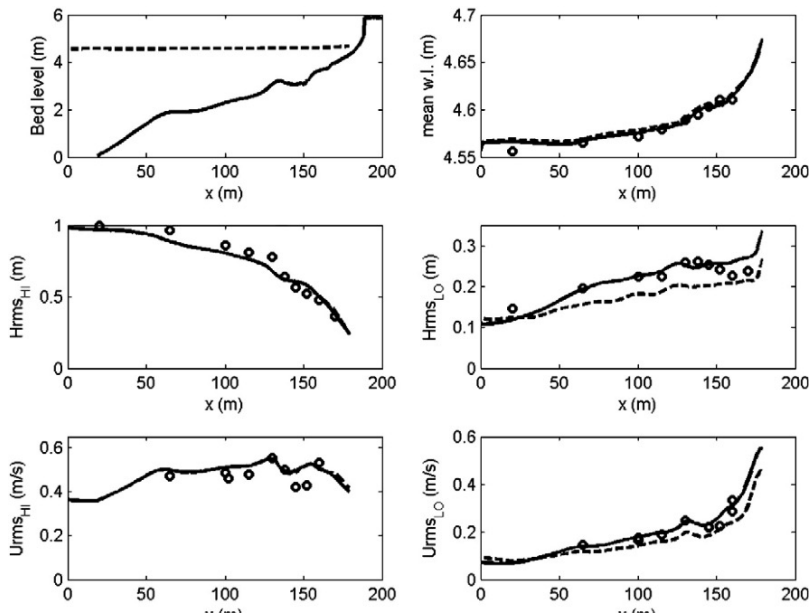 6
4
2
0
Bed level (m)
0 50 100 150 200
x (m)
4.7
4.65
4.6
4.55
mean w.l. (m)
0 50 100 150 200
x (m)
1
0.5
0
Hrms_HI (m)
0 50 100 150 200
x (m)
0.3
0.2
0.1
0
Hrms_LO (m)
0 50 100 150 200
x (m)
0.6
0.4
0.2
0
Urms_HI (m/s)
0 50 100 150 200
0.6
0.4
0.2
0
Urms_LO (m/s)
0 50 100 150 200